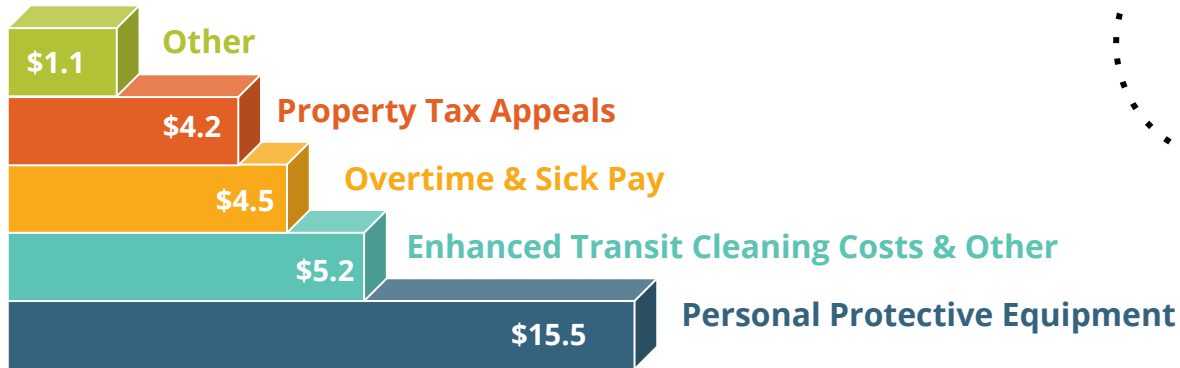 Other
$1.1
Property Tax Appeals
$4.2
Overtime & Sick Pay
$4.5
Enhanced Transit Cleaning Costs & Other
$5.2
Personal Protective Equipment
$15.5